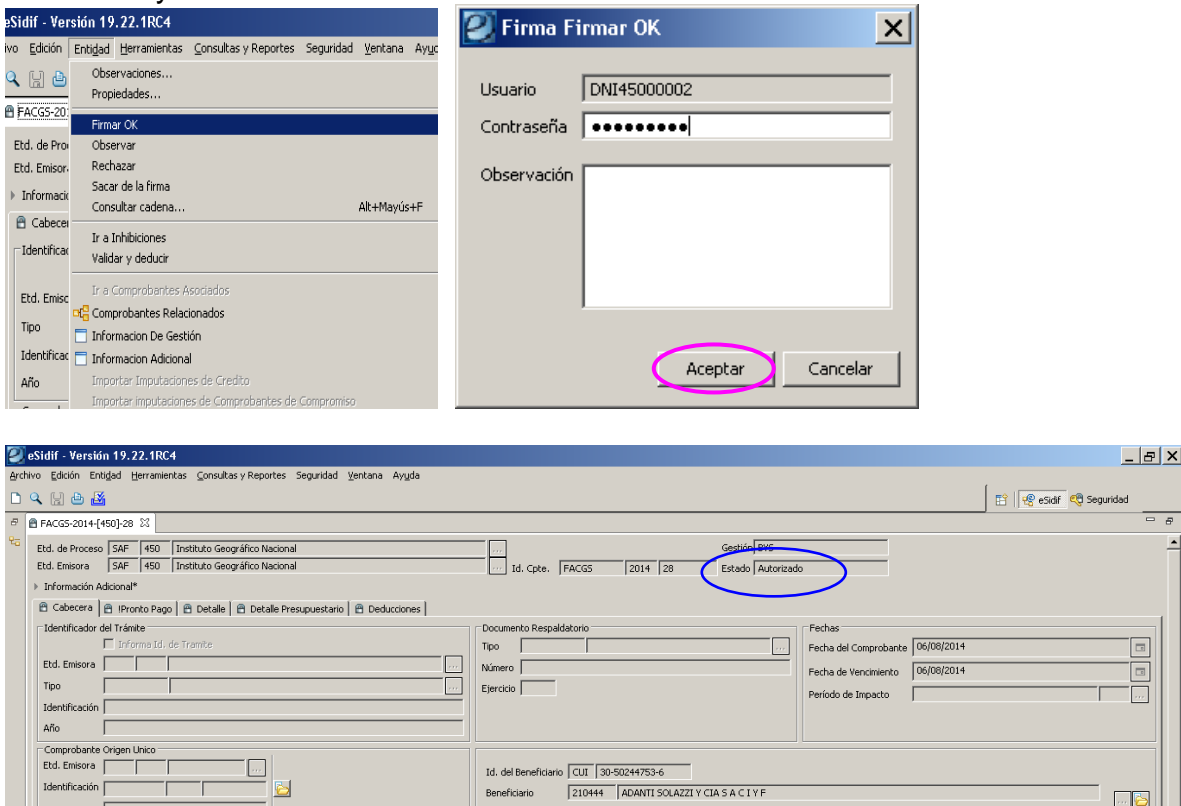 eSidif - Versión 19.22.1RC4
ivo Edición Entidad Herramientas Consultas y Reportes Seguridad Ventana Ayuc
Observaciones...
Propiedades...
FACGS-20
Firmar OK
Etd. de Pro
Observar
Etd. Emisor
Rechazar
Informaci
Sacar de la firma
Consultar cadena... Alt+Mayús+F
Cabece
Ir a Inhibiciones
Identificac
Validar y deducir
Etd. Emisc
Ir a Comprobantes Asociados
Comprobantes Relacionados
Tipo
Informacion De Gestión
Identificac
Informacion Adicional
Año
Importar Imputaciones de Credito
Importar imputaciones de Comprobantes de Compromiso
Firma Firmar OK
Usuario DNI45000002
Contraseña ●●●●●●●●●
Observación
Aceptar Cancelar
eSidif - Versión 19.22.1RC4
Archivo Edición Entidad Herramientas Consultas y Reportes Seguridad Ventana Ayuda
eSidif Seguridad
FACGS-2014-[450]-28
Etd. de Proceso SAF 450 Instituto Geográfico Nacional ... Gestión BYS
Etd. Emisora SAF 450 Instituto Geográfico Nacional ... Id. Cpte. FACGS 2014 28 Estado Autorizado
Información Adicional*
Cabecera !Pronto Pago Detalle Detalle Presupuestario Deducciones
Identificador del Trámite Documento Respaldatorio Fechas
Informa Id. de Tramite Tipo ... Fecha del Comprobante 06/08/2014
Etd. Emisora ... Número Fecha de Vencimiento 06/08/2014
Tipo ... Ejercicio Período de Impacto ...
Identificación
Año
Comprobante Origen Unico
Etd. Emisora ... Id. del Beneficiario CUI 30-50244753-6
Identificación Beneficiario 210444 ADANTI SOLAZZI Y CIA S A C I Y F ...